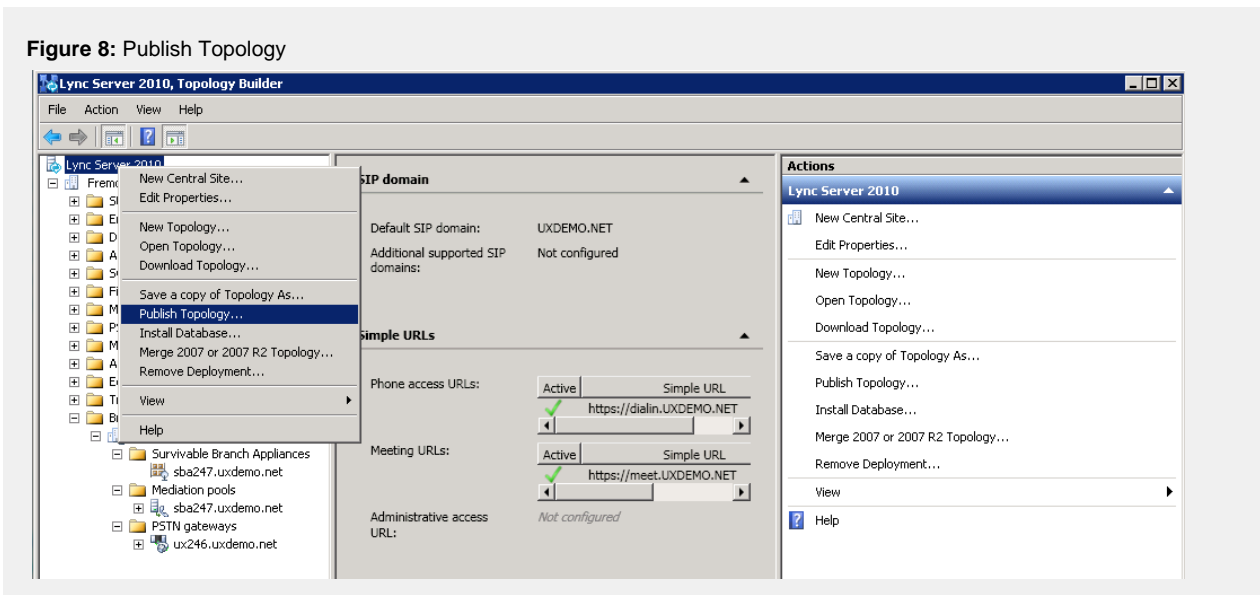 Figure 8: Publish Topology
Lync Server 2010, Topology Builder
File Action View Help
Lync Server 2010
New Central Site...
Edit Properties...
New Topology...
Open Topology...
Download Topology...
Save a copy of Topology As...
Publish Topology...
Install Database...
Merge 2007 or 2007 R2 Topology...
Remove Deployment...
View
Help
Survivable Branch Appliances
sba247.uxdemo.net
Mediation pools
sba247.uxdemo.net
PSTN gateways
ux246.uxdemo.net
SIP domain
Default SIP domain: UXDEMO.NET
Additional supported SIP domains: Not configured
Simple URLs
Phone access URLs:
Active Simple URL
https://dialin.UXDEMO.NET
Meeting URLs:
Active Simple URL
https://meet.UXDEMO.NET
Administrative access URL: Not configured
Actions
Lync Server 2010
New Central Site...
Edit Properties...
New Topology...
Open Topology...
Download Topology...
Save a copy of Topology As...
Publish Topology...
Install Database...
Merge 2007 or 2007 R2 Topology...
Remove Deployment...
View
Help